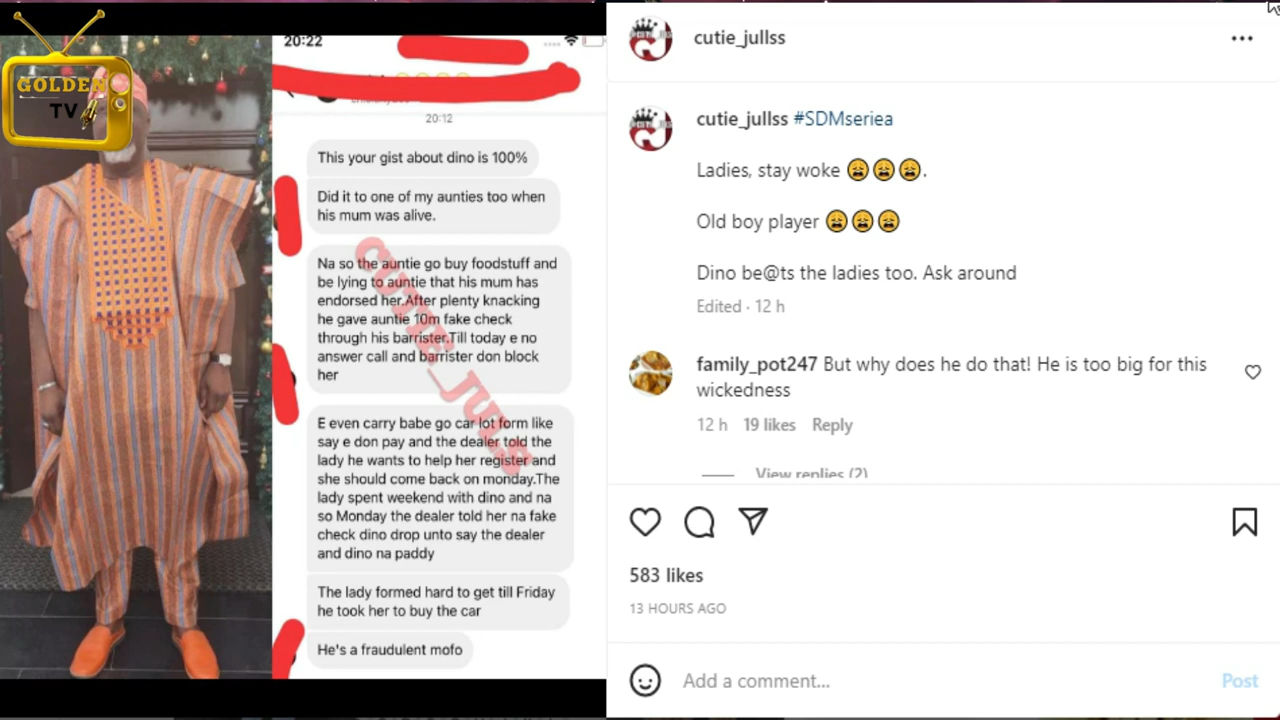 GOLDEN
TV
20:22
20:12
This your gist about dino is 100%
Did it to one of my aunties too when
his mum was alive.
Na so the auntie go buy foodstuff and
be lying to auntie that his mum has
endorsed her.After plenty knacking
he gave auntie 10m fake check
through his barrister.Till today e no
answer call and barrister don block
her
E even carry babe go car lot form like
say e don pay and the dealer told the
lady he wants to help her register and
she should come back on monday.The
lady spent weekend with dino and na
so Monday the dealer told her na fake
check dino drop unto say the dealer
and dino na paddy
The lady formed hard to get till Friday
he took her to buy the car
He's a fraudulent mofo
CUTIE_JULS
cutie_jullss
cutie_jullss #SDMseriea
Ladies, stay woke 😩😩😩.
Old boy player 😩😩😩
Dino be@ts the ladies too. Ask around
Edited · 12 h
family_pot247 But why does he do that! He is too big for this
wickedness
12 h 19 likes Reply
View replies (2)
583 likes
13 HOURS AGO
Add a comment... Post